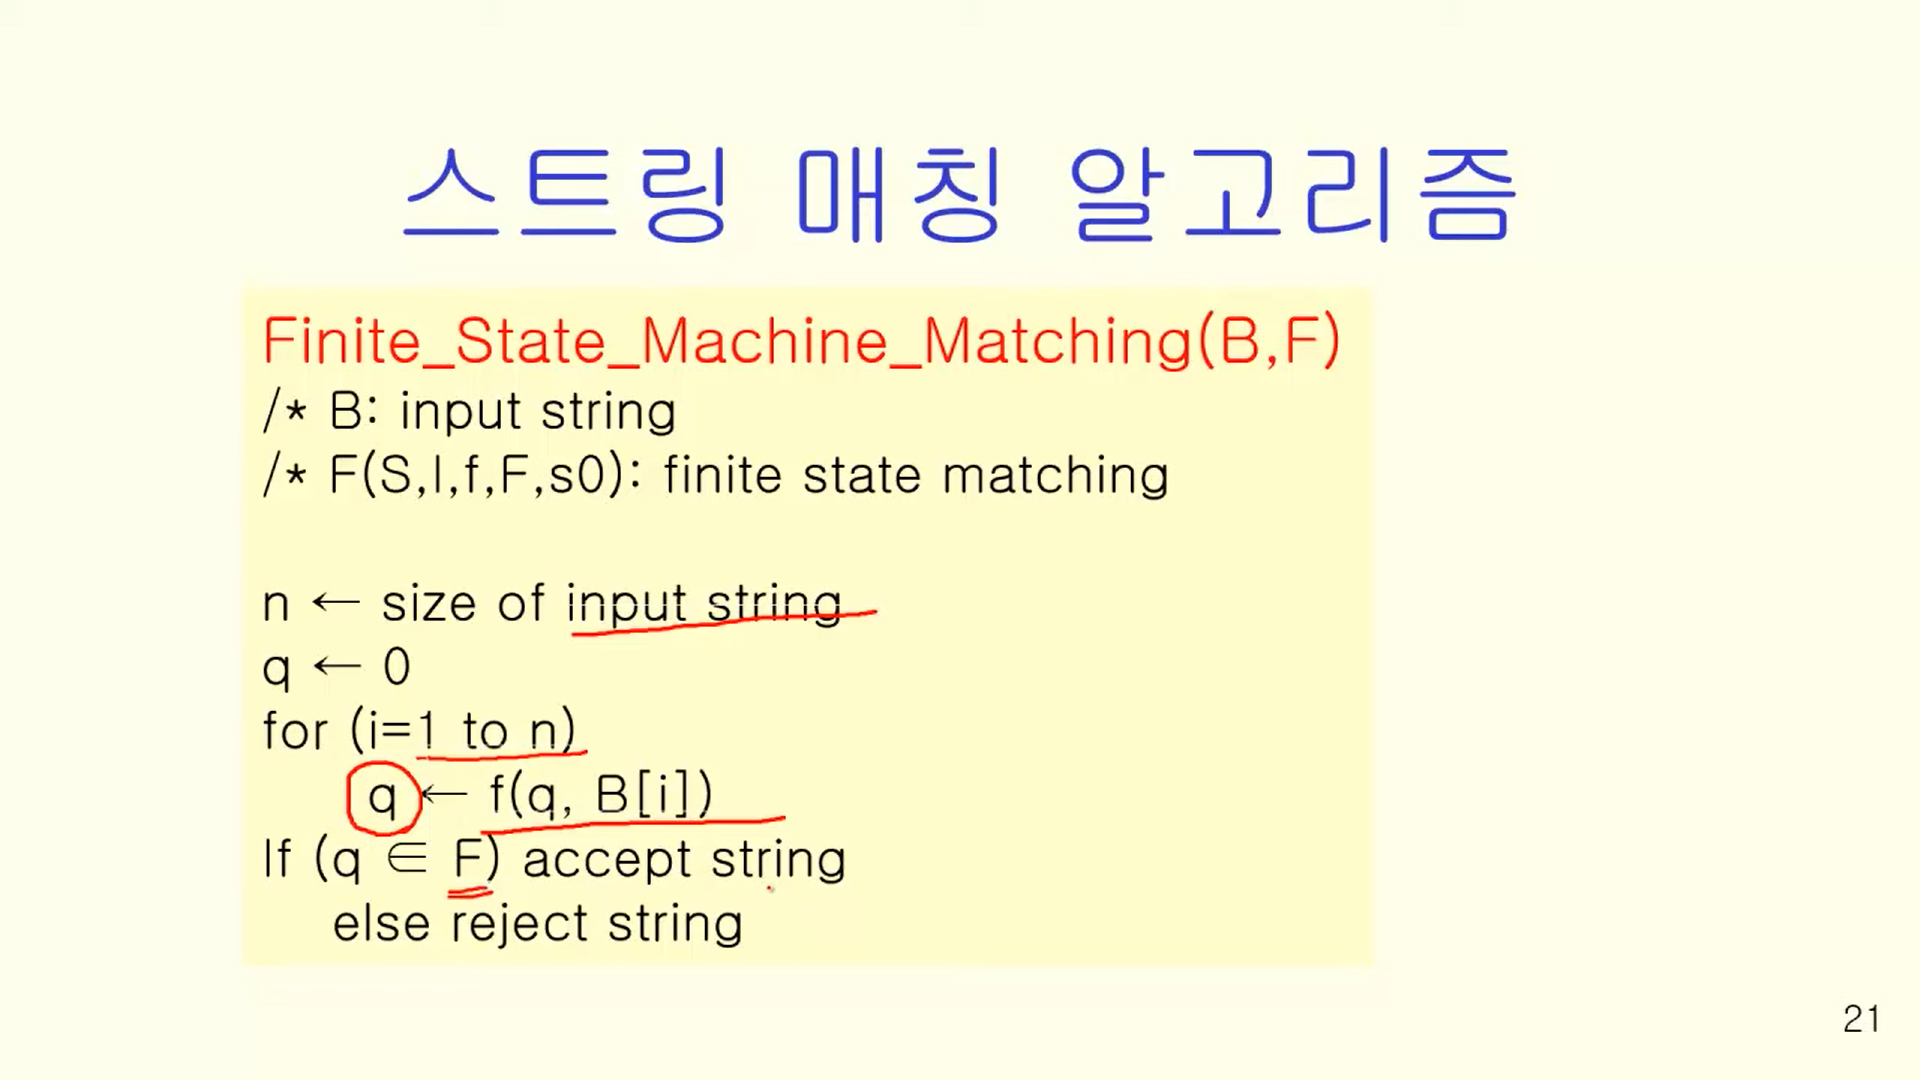 스트링 매칭 알고리즘
Finite_State_Machine_Matching(B,F)
/* B: input string
/* F(S,I,f,F,s0): finite state matching
n ← size of input string
q ← 0
for (i=1 to n)
q ← f(q, B[i])
If (q ∈ F) accept string
else reject string
21